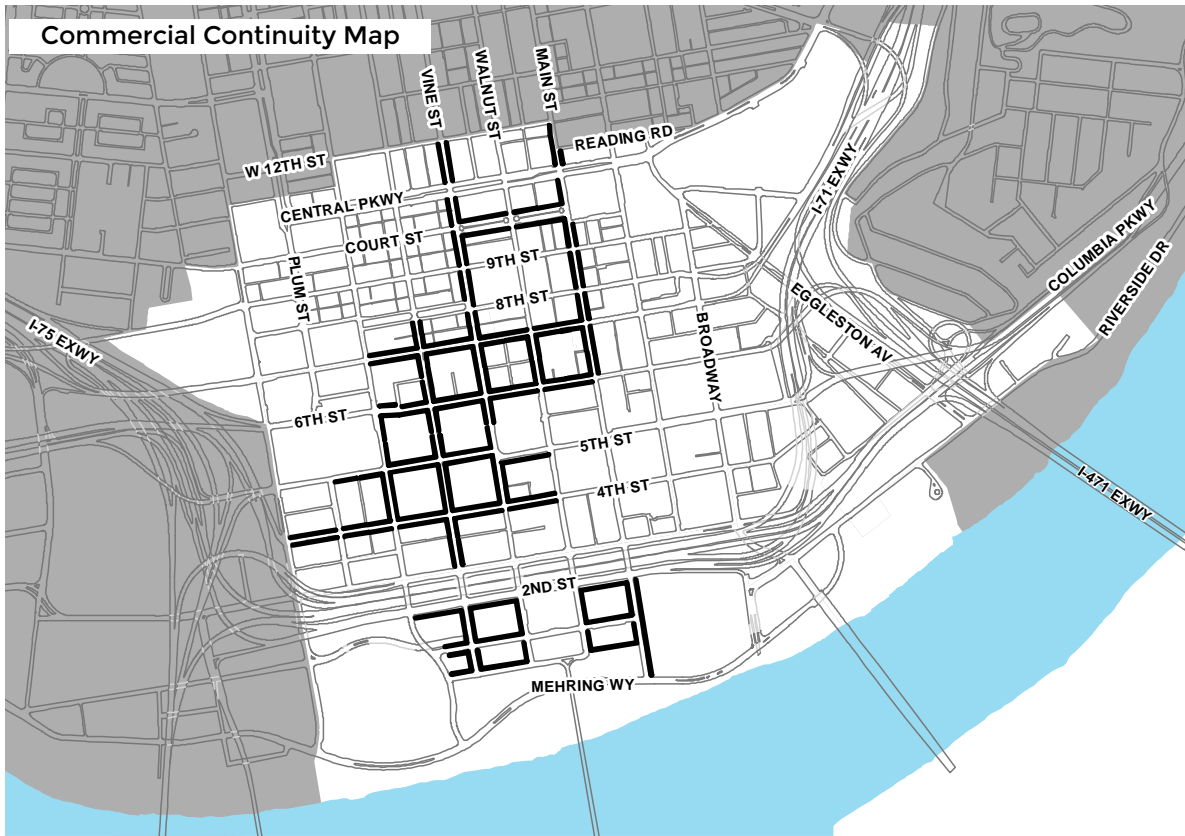 Commercial Continuity Map
VINE ST
WALNUT ST
MAIN ST
READING RD
W 12TH ST
CENTRAL PKWY
COURT ST
I-71 EXWY
COLUMBIA PKWY
RIVERSIDE DR
PLUM ST
9TH ST
8TH ST
EGGLESTON AV
BROADWAY
I-75 EXWY
6TH ST
5TH ST
4TH ST
I-471 EXWY
2ND ST
MEHRING WY